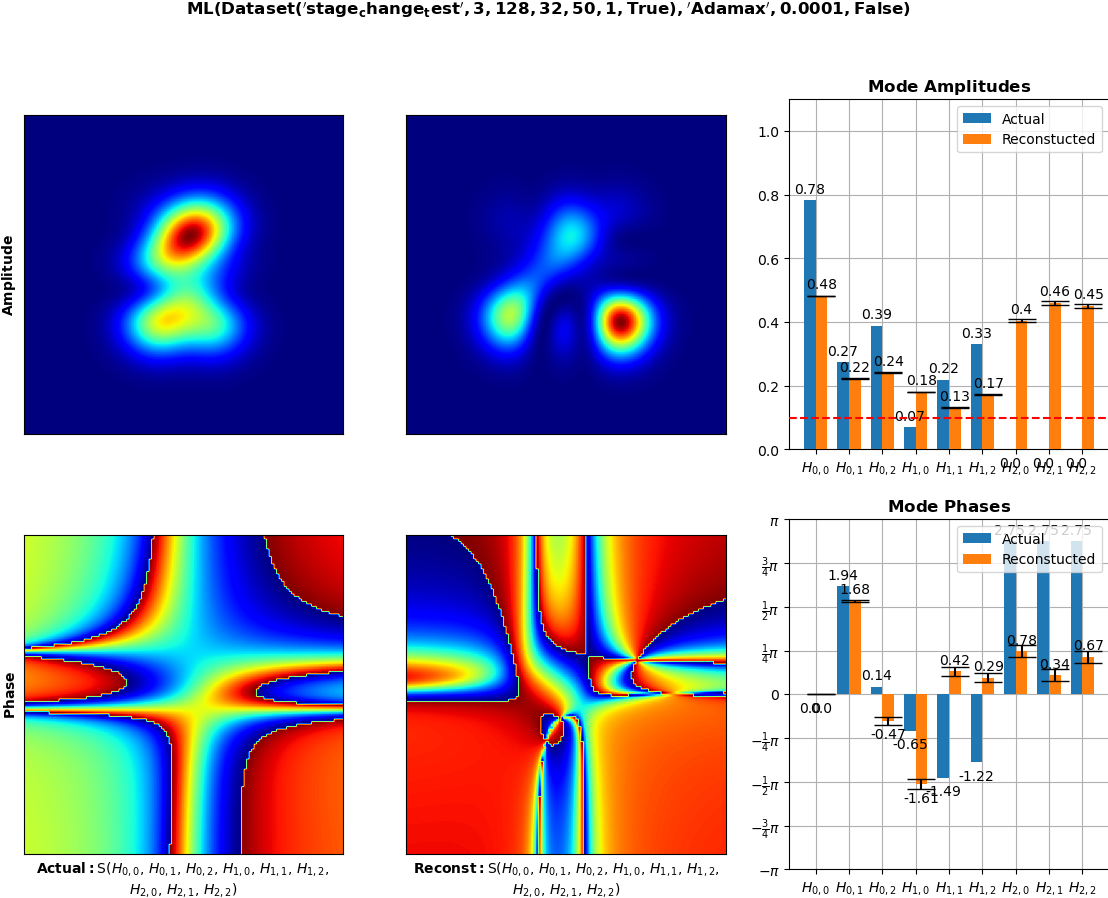 ML(Dataset('stage_change_test', 3, 128, 32, 50, 1, True), 'Adamax', 0.0001, False)
Mode Amplitudes
Amplitude
Actual
Reconstucted
1.0
0.8
0.6
0.4
0.2
0.0
0.78
0.48
0.27
0.22
0.39
0.24
0.07
0.18
0.22
0.13
0.33
0.17
0.0
0.4
0.0
0.46
0.0
0.45
H0,0 H0,1 H0,2 H1,0 H1,1 H1,2 H2,0 H2,1 H2,2
Mode Phases
Phase
Actual
Reconstucted
π
3/4π
1/2π
1/4π
0
−1/4π
−1/2π
−3/4π
−π
0.0
0.0
1.94
1.68
0.14
-0.47
-0.65
-1.61
-1.49
0.42
-1.22
0.29
2.75
0.78
2.75
0.34
2.75
0.67
H0,0 H0,1 H0,2 H1,0 H1,1 H1,2 H2,0 H2,1 H2,2
Actual: S(H0,0, H0,1, H0,2, H1,0, H1,1, H1,2,
H2,0, H2,1, H2,2)
Reconst: S(H0,0, H0,1, H0,2, H1,0, H1,1, H1,2,
H2,0, H2,1, H2,2)